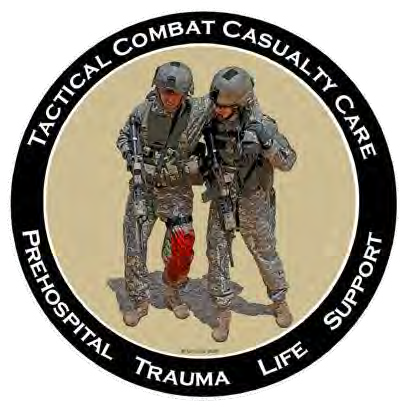 TACTICAL COMBAT CASUALTY CARE
PREHOSPITAL TRAUMA LIFE SUPPORT